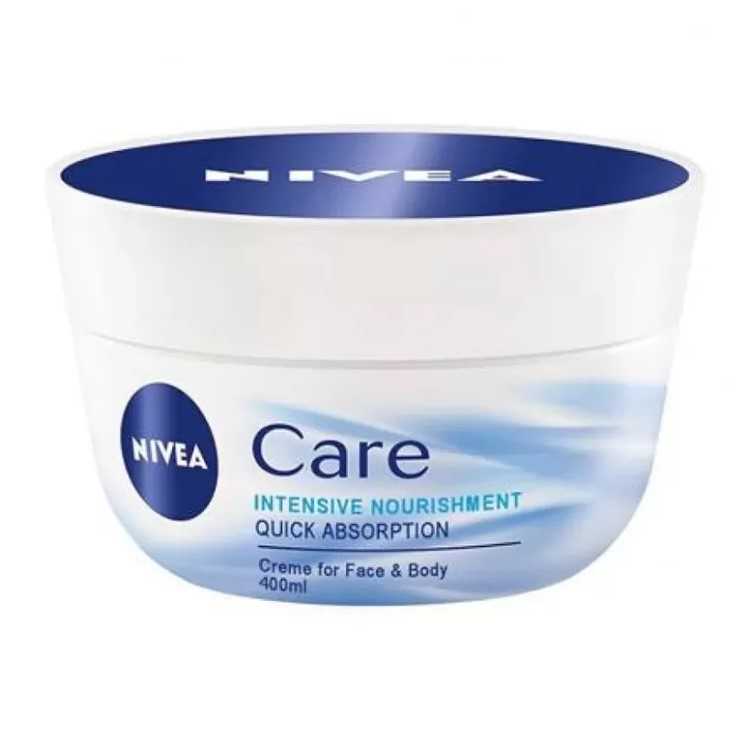 NIVEA
NIVEA
Care
INTENSIVE NOURISHMENT
QUICK ABSORPTION
Creme for Face & Body
400ml